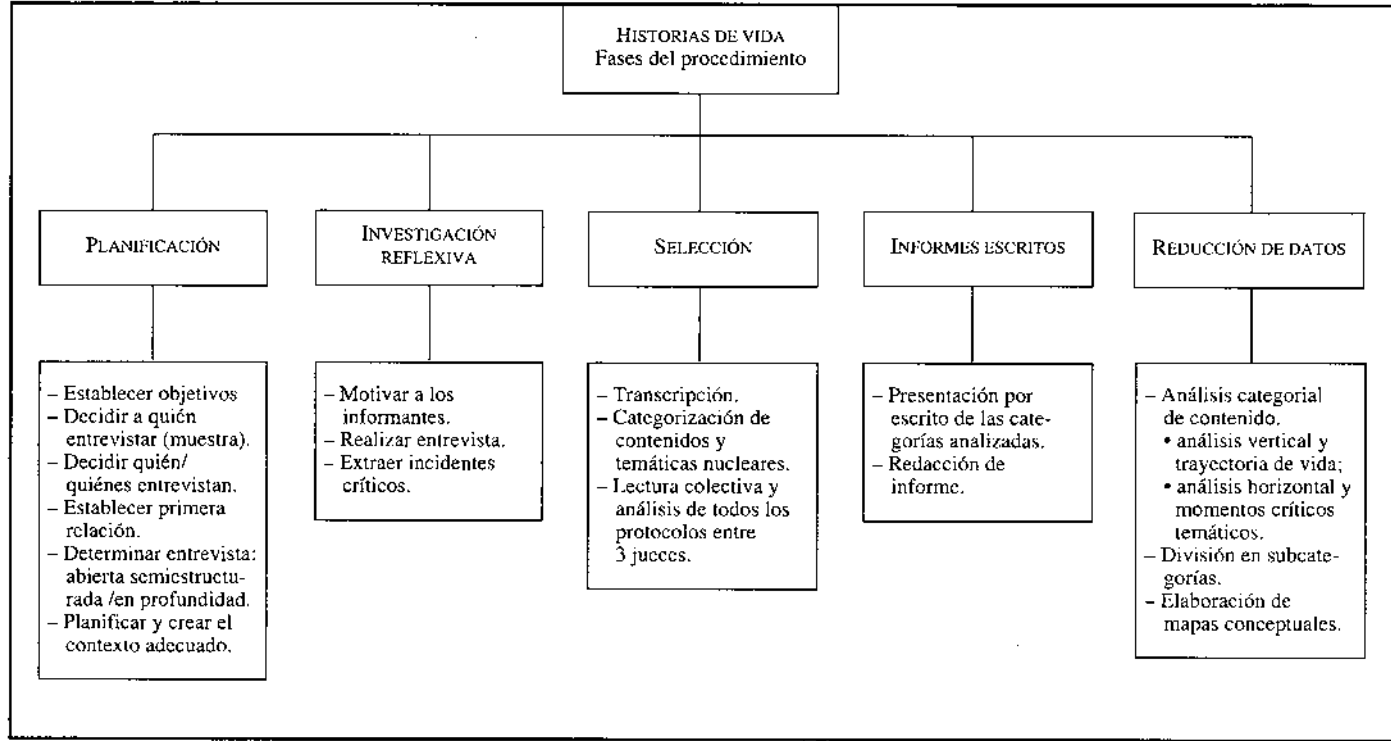 HISTORIAS DE VIDA
Fases del procedimiento
PLANIFICACIÓN
– Establecer objetivos
– Decidir a quién
entrevistar (muestra).
– Decidir quién/
quiénes entrevistan.
– Establecer primera
relación.
– Determinar entrevista:
abierta semiestructu-
rada /en profundidad.
– Planificar y crear el
contexto adecuado.
INVESTIGACIÓN
REFLEXIVA
– Motivar a los
informantes.
– Realizar entrevista.
– Extraer incidentes
críticos.
SELECCIÓN
– Transcripción.
– Categorización de
contenidos y
temáticas nucleares.
– Lectura colectiva y
análisis de todos los
protocolos entre
3 jueces.
INFORMES ESCRITOS
– Presentación por
escrito de las cate-
gorías analizadas.
– Redacción de
informe.
REDUCCIÓN DE DATOS
– Análisis categorial
de contenido.
• análisis vertical y
trayectoria de vida;
• análisis horizontal y
momentos críticos
temáticos.
– División en subcate-
gorías.
– Elaboración de
mapas conceptuales.